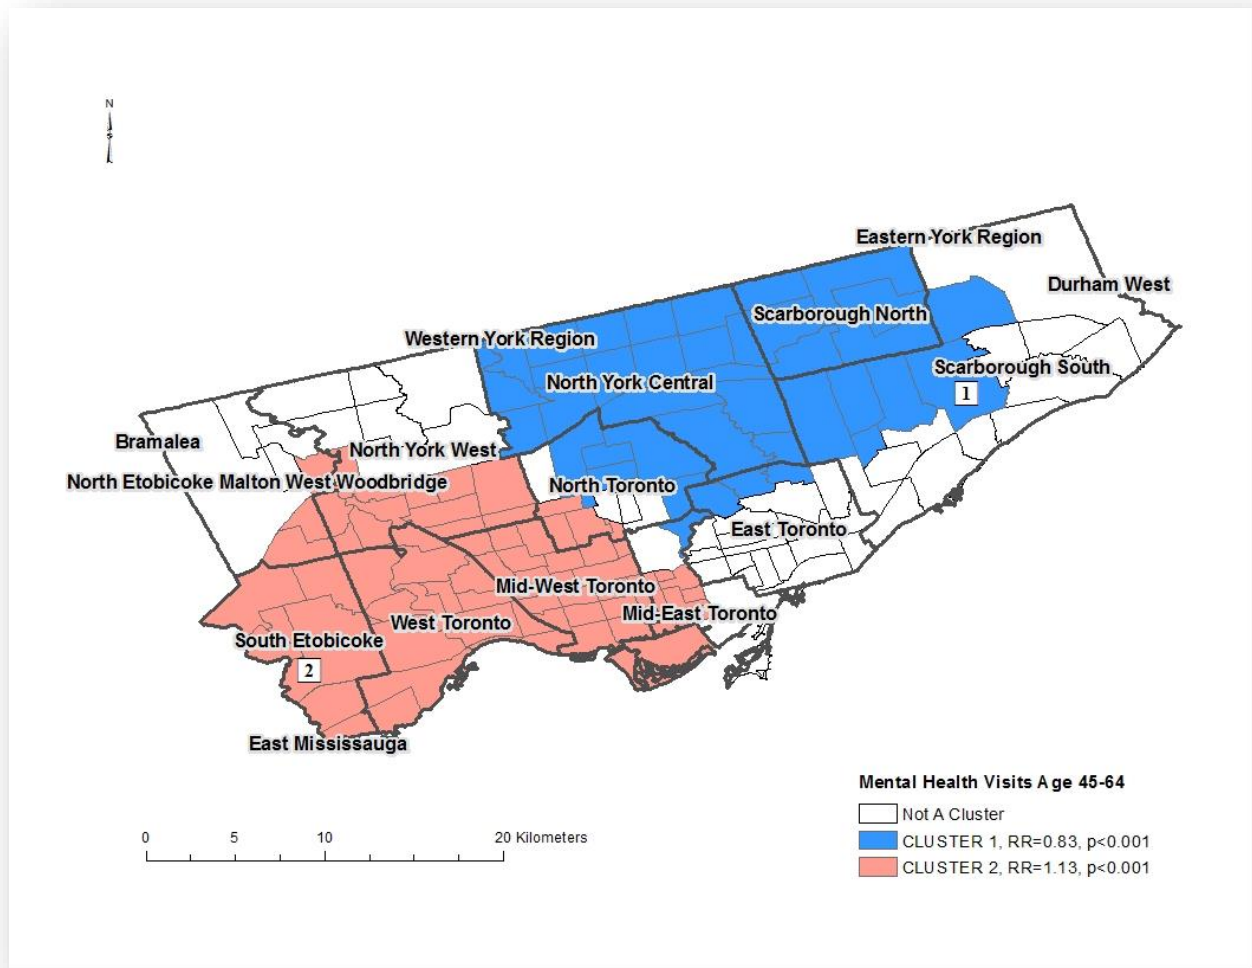 N
S
Eastern York Region
Durham West
Scarborough North
Western York Region
Scarborough South
North York Central
1
Bramalea
North York West
North Etobicoke Malton West Woodbridge
North Toronto
East Toronto
Mid-West Toronto
Mid-East Toronto
West Toronto
South Etobicoke
2
East Mississauga
Mental Health Visits Age 45-64
Not A Cluster
CLUSTER 1, RR=0.83, p<0.001
CLUSTER 2, RR=1.13, p<0.001
0 5 10 20 Kilometers